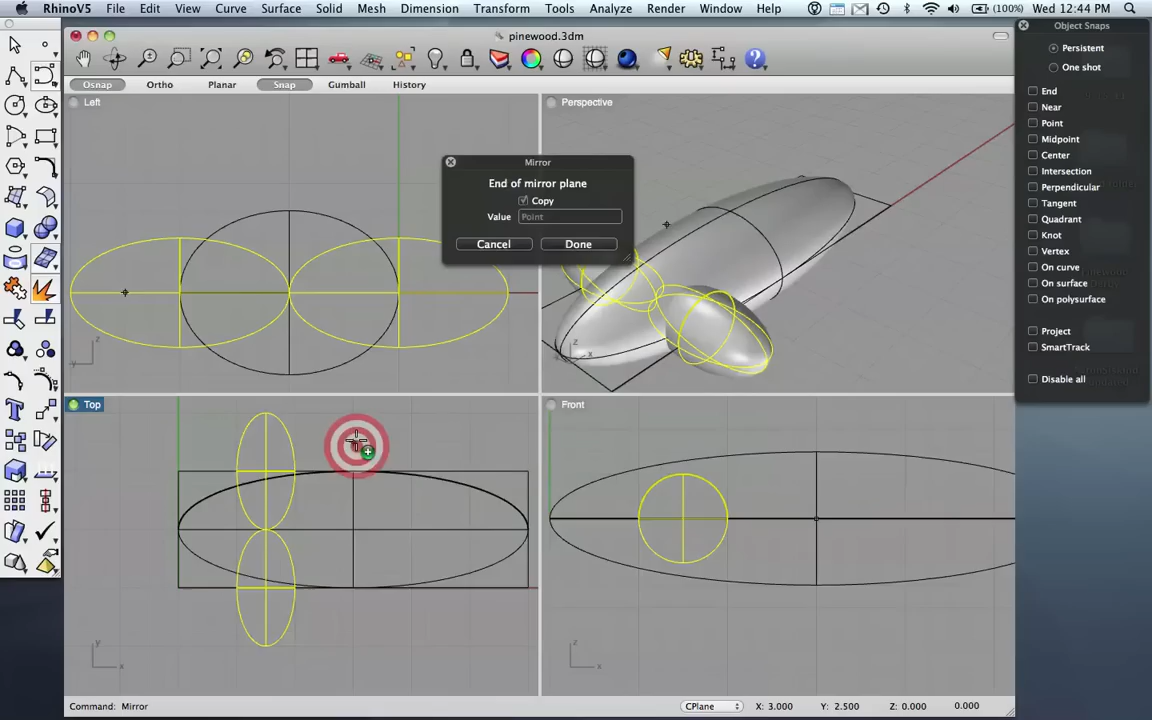 RhinoV5 File Edit View Curve Surface Solid Mesh Dimension Transform Tools Analyze Render Window Help (100%) Wed 12:44 PM
pinewood.3dm
Object Snaps
Persistent
One shot
Osnap Ortho Planar Snap Gumball History
End
Near
Point
Midpoint
Center
Intersection
Perpendicular
Tangent
Quadrant
Knot
Vertex
On curve
On surface
On polysurface
Project
SmartTrack
Disable all
Left
Perspective
Mirror
End of mirror plane
Copy
Value Point
Cancel Done
z
y
z
x
Top
Front
y
x
z
x
Command: Mirror CPlane X: 3.000 Y: 2.500 Z: 0.000 0.000